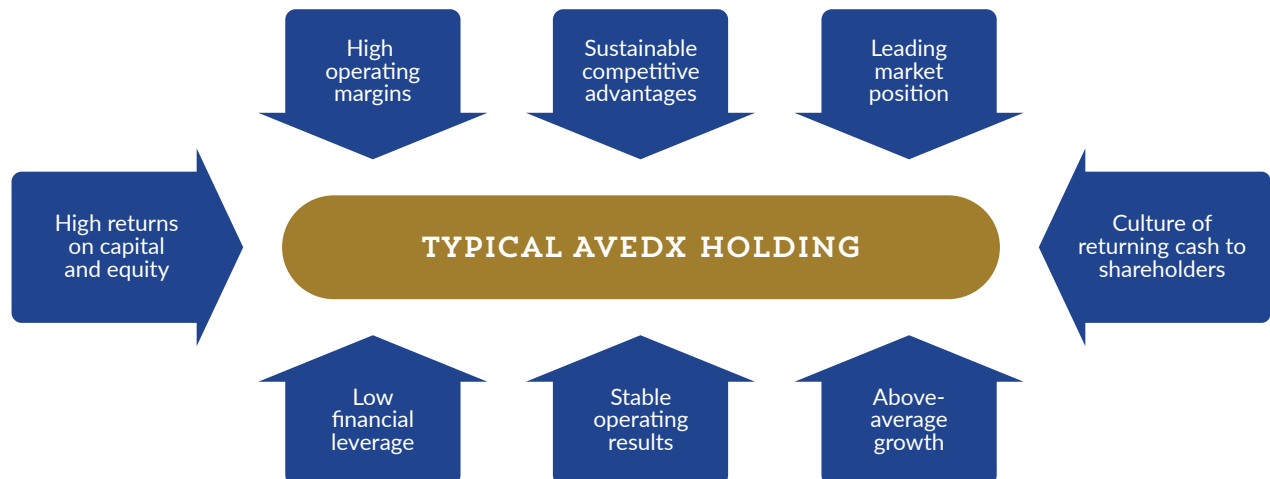 High
operating
margins
Sustainable
competitive
advantages
Leading
market
position
High returns
on capital
and equity
TYPICAL AVEDX HOLDING
Culture of
returning cash to
shareholders
Low
financial
leverage
Stable
operating
results
Above-
average
growth